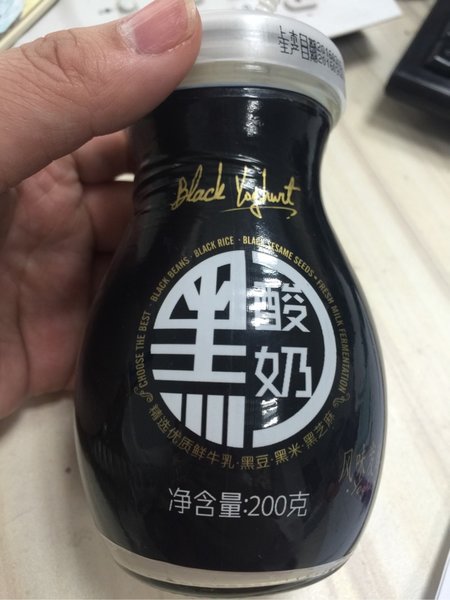 Black Yoghurt
CHOOSE THE BEST · BLACK BEANS · BLACK RICE · BLACK SESAME SEEDS · FRESH MILK FERMENTATION
黑
酸
奶
精选优质鲜牛乳·黑豆·黑米·黑芝麻
风味
净含量:200克